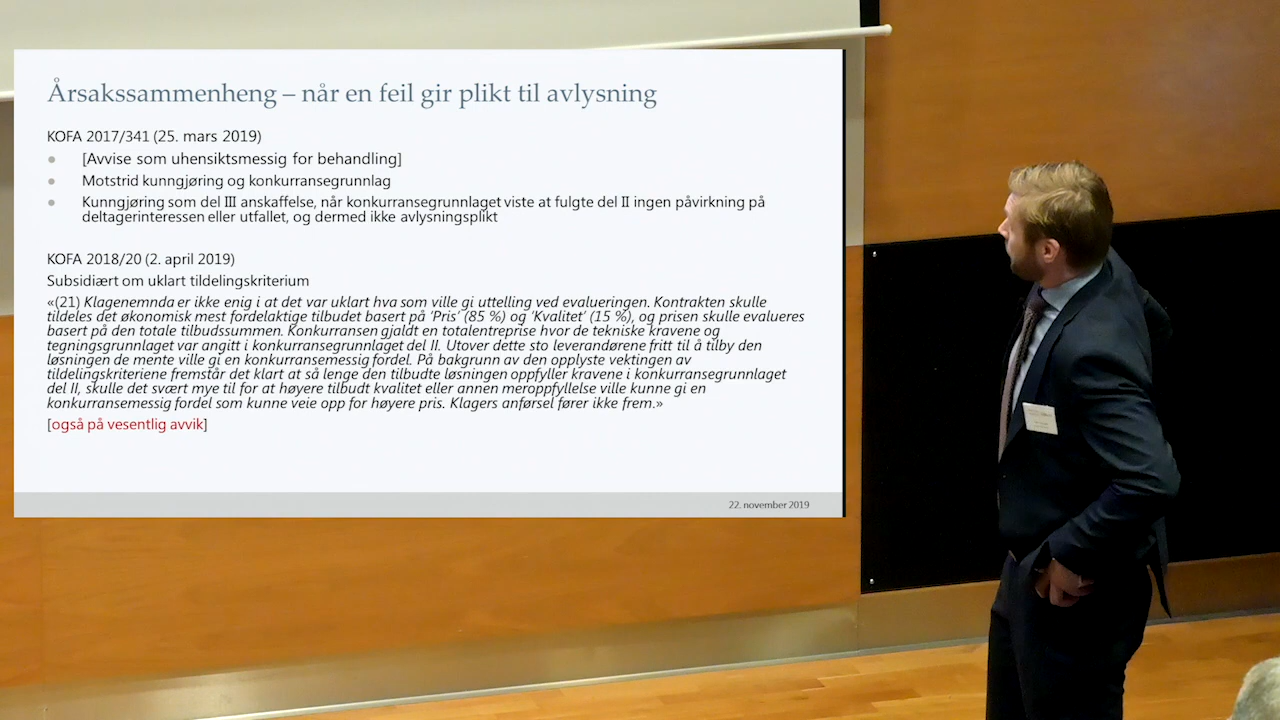 Årsakssammenheng – når en feil gir plikt til avlysning
KOFA 2017/341 (25. mars 2019)
[Avvise som uhensiktsmessig for behandling]
Motstrid kunngjøring og konkurransegrunnlag
Kunngjøring som del III anskaffelse, når konkurransegrunnlaget viste at fulgte del II ingen påvirkning på
deltagerinteressen eller utfallet, og dermed ikke avlysningsplikt
KOFA 2018/20 (2. april 2019)
Subsidiært om uklart tildelingskriterium
«(21) Klagenemnda er ikke enig i at det var uklart hva som ville gi uttelling ved evalueringen. Kontrakten skulle
tildeles det økonomisk mest fordelaktige tilbudet basert på ‘Pris’ (85 %) og ‘Kvalitet’ (15 %), og prisen skulle evalueres
basert på den totale tilbudssummen. Konkurransen gjaldt en totalentreprise hvor de tekniske kravene og
tegningsgrunnlaget var angitt i konkurransegrunnlaget del II. Utover dette sto leverandørene fritt til å tilby den
løsningen de mente ville gi en konkurransemessig fordel. På bakgrunn av den opplyste vektingen av
tildelingskriteriene fremstår det klart at så lenge den tilbudte løsningen oppfyller kravene i konkurransegrunnlaget
del II, skulle det svært mye til for at høyere tilbudt kvalitet eller annen meroppfyllelse ville kunne gi en
konkurransemessig fordel som kunne veie opp for høyere pris. Klagers anførsel fører ikke frem.»
[også på vesentlig avvik]
22. november 2019